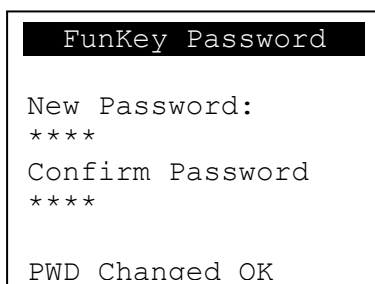 FunKey Password
New Password:
****
Confirm Password
****
PWD Changed OK